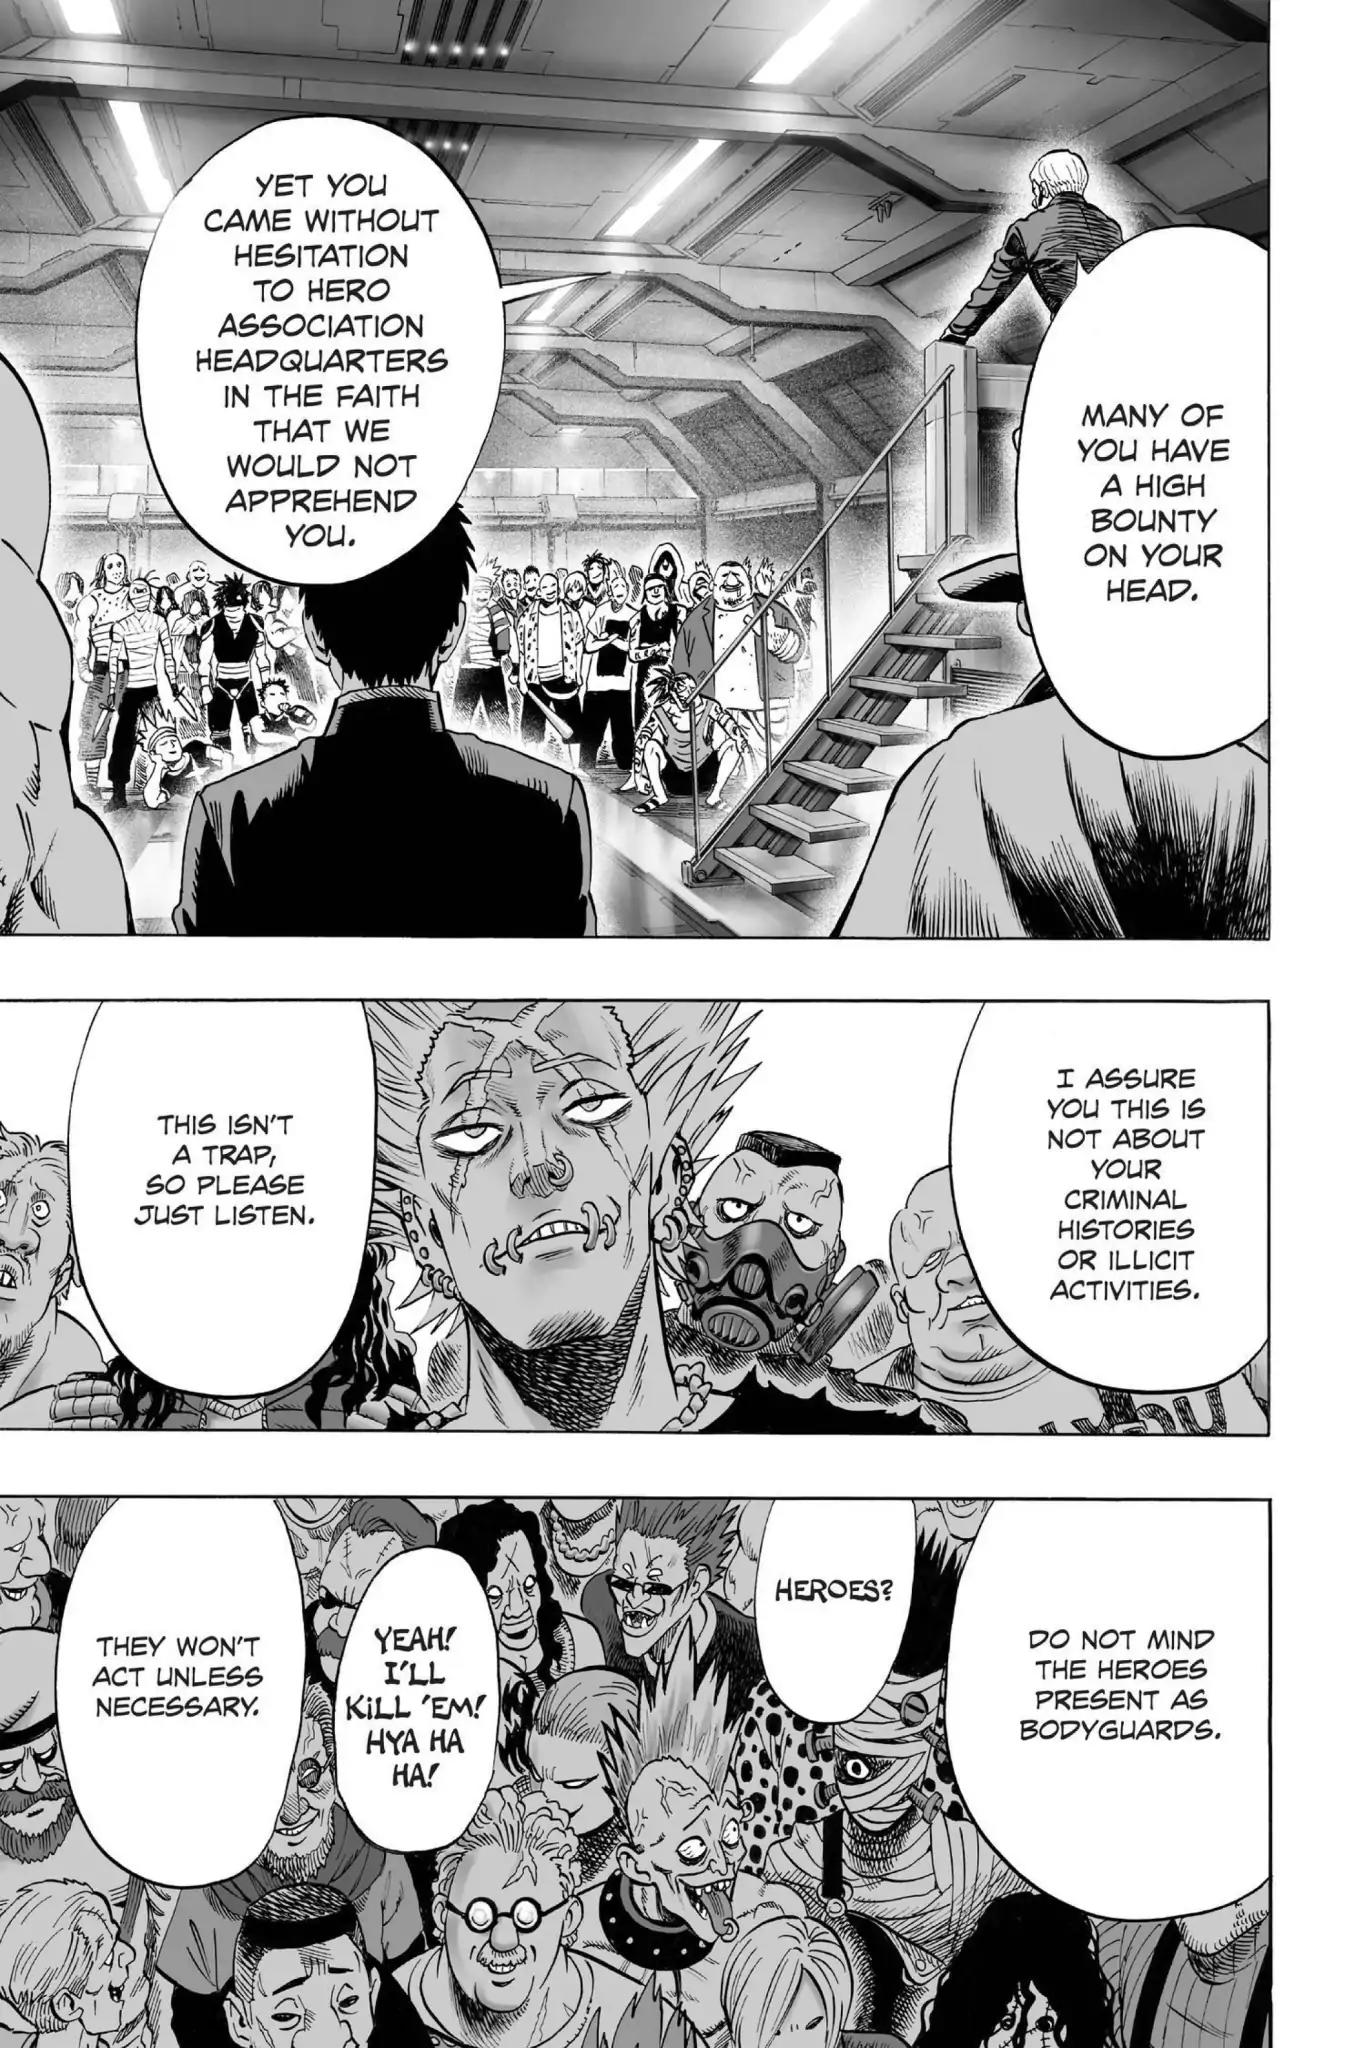 MANY OF
YOU HAVE
A HIGH
BOUNTY
ON YOUR
HEAD.
YET YOU
CAME WITHOUT
HESITATION
TO HERO
ASSOCIATION
HEADQUARTERS
IN THE FAITH
THAT WE
WOULD NOT
APPREHEND
YOU.
I ASSURE
YOU THIS IS
NOT ABOUT
YOUR
CRIMINAL
HISTORIES
OR ILLICIT
ACTIVITIES.
THIS ISN'T
A TRAP,
SO PLEASE
JUST LISTEN.
DO NOT MIND
THE HEROES
PRESENT AS
BODYGUARDS.
HEROES?
YEAH!
I'LL
KILL 'EM!
HYA HA
HA!
THEY WON'T
ACT UNLESS
NECESSARY.